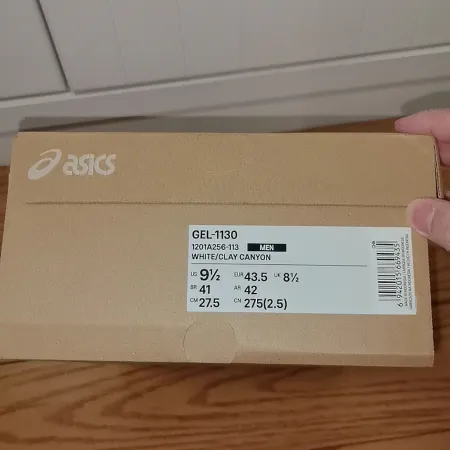 asics
GEL-1130
1201A256-113 MEN
WHITE/CLAY CANYON
US 9½ EUR 43.5 UK 8½
BR 41 AR 42
CM 27.5 CN 275(2.5)